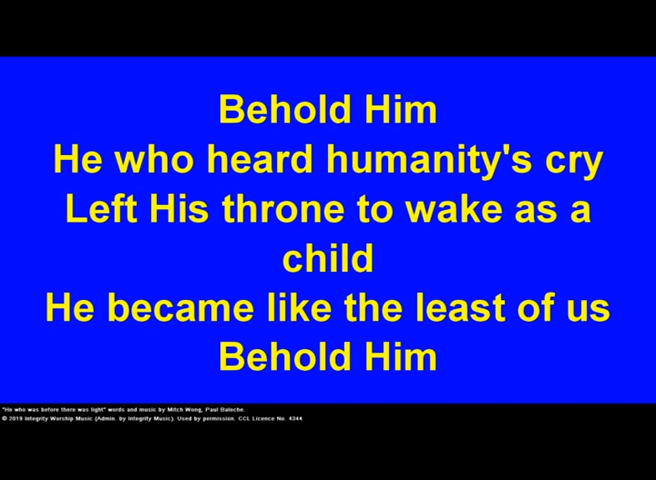 Behold Him
He who heard humanity's cry
Left His throne to wake as a
child
He became like the least of us
Behold Him
"He who was before there was light" words and music by Mitch Wong, Paul Baloche.
© 2019 Integrity Worship Music (Admin. by Integrity Music). Used by permission. CCL Licence No. 4344